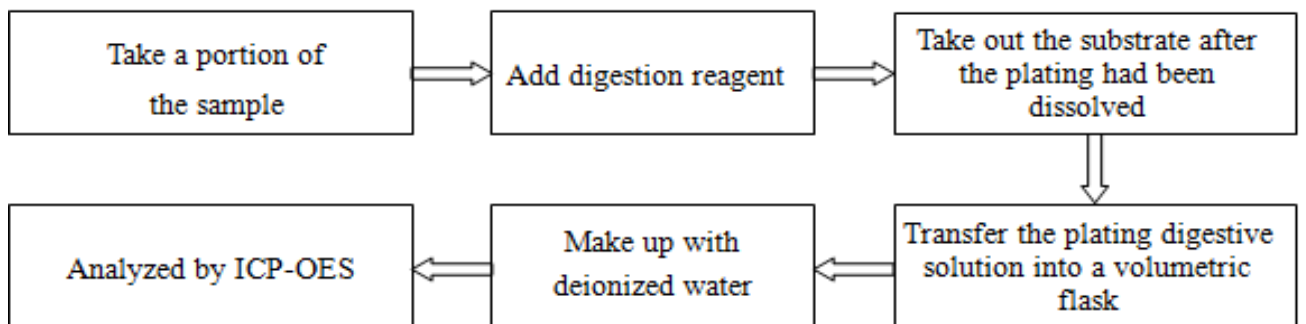 Take a portion of
the sample
Add digestion reagent
Take out the substrate after
the plating had been
dissolved
Transfer the plating digestive
solution into a volumetric
flask
Make up with
deionized water
Analyzed by ICP-OES